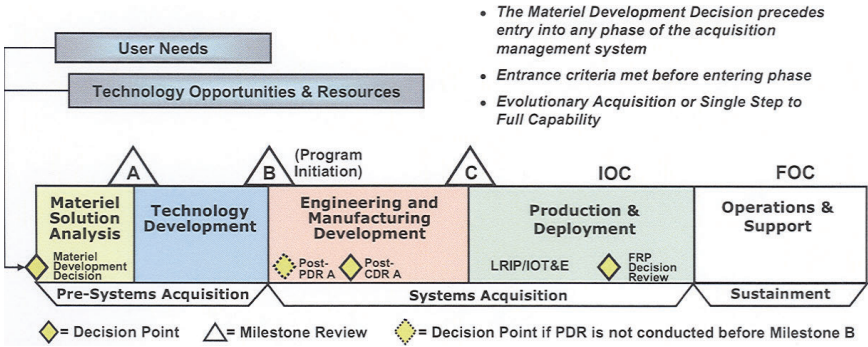 • The Materiel Development Decision precedes
entry into any phase of the acquisition
management system
• Entrance criteria met before entering phase
• Evolutionary Acquisition or Single Step to
Full Capability
User Needs
Technology Opportunities & Resources
A
B
(Program
Initiation)
C
IOC
FOC
Materiel
Solution
Analysis
Technology
Development
Engineering and
Manufacturing
Development
Production &
Deployment
Operations &
Support
Materiel
Development
Decision
Post-
PDR A
Post-
CDR A
LRIP/IOT&E
FRP
Decision
Review
Pre-Systems Acquisition
Systems Acquisition
Sustainment
= Decision Point
= Milestone Review
= Decision Point if PDR is not conducted before Milestone B